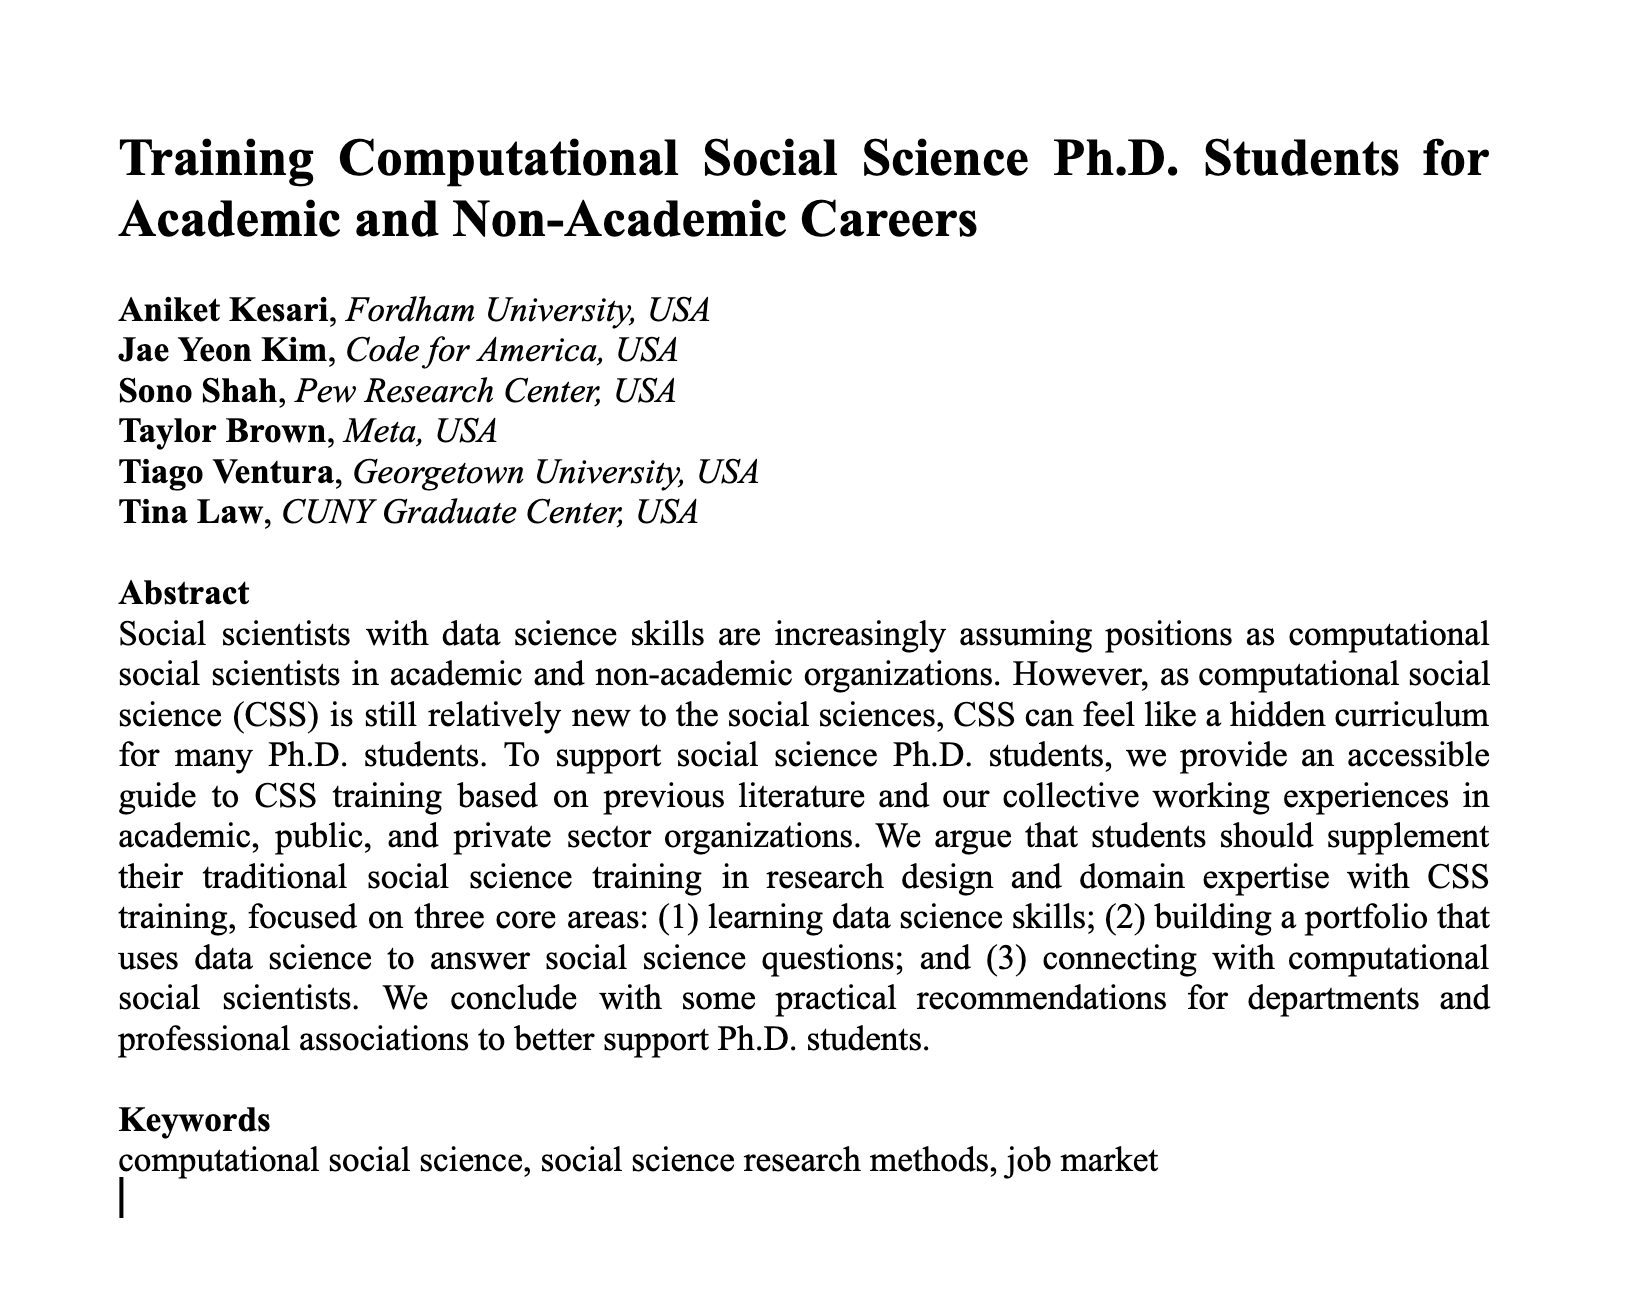 Training Computational Social Science Ph.D. Students for
Academic and Non-Academic Careers
Aniket Kesari, Fordham University, USA
Jae Yeon Kim, Code for America, USA
Sono Shah, Pew Research Center, USA
Taylor Brown, Meta, USA
Tiago Ventura, Georgetown University, USA
Tina Law, CUNY Graduate Center, USA
Abstract
Social scientists with data science skills are increasingly assuming positions as computational
social scientists in academic and non-academic organizations. However, as computational social
science (CSS) is still relatively new to the social sciences, CSS can feel like a hidden curriculum
for many Ph.D. students. To support social science Ph.D. students, we provide an accessible
guide to CSS training based on previous literature and our collective working experiences in
academic, public, and private sector organizations. We argue that students should supplement
their traditional social science training in research design and domain expertise with CSS
training, focused on three core areas: (1) learning data science skills; (2) building a portfolio that
uses data science to answer social science questions; and (3) connecting with computational
social scientists. We conclude with some practical recommendations for departments and
professional associations to better support Ph.D. students.
Keywords
computational social science, social science research methods, job market